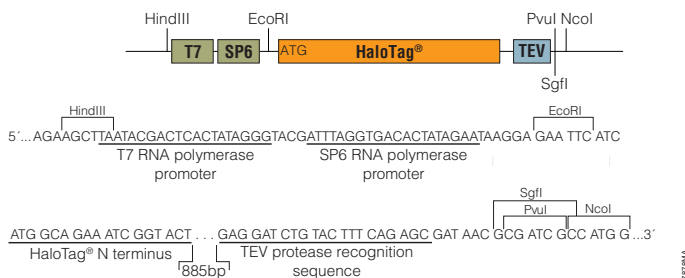 HindIII EcoRI PvuI NcoI
T7 SP6 ATG HaloTag® TEV
SgfI
HindIII EcoRI
5´...AGAAGCTTAATACGACTCACTATAGGGTACGATTTAGGTGACACTATAGAATAAGGA GAA TTC ATC
T7 RNA polymerase promoter SP6 RNA polymerase promoter
SgfI
PvuI NcoI
ATG GCA GAA ATC GGT ACT . . . GAG GAT CTG TAC TTT CAG AGC GAT AAC GCG ATC GCC ATG G...3´
HaloTag® N terminus TEV protease recognition sequence
885bp